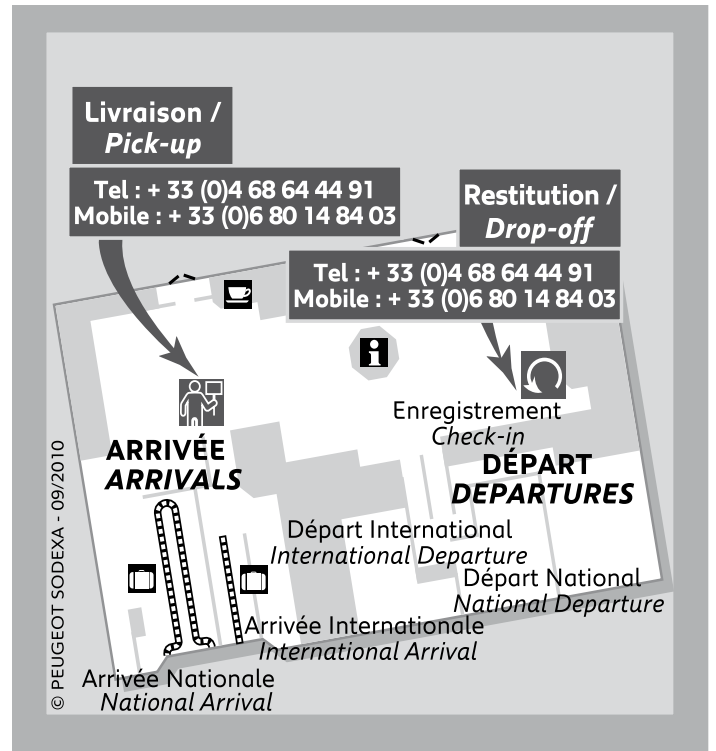 Livraison /
Pick-up
Tel : + 33 (0)4 68 64 44 91
Mobile : + 33 (0)6 80 14 84 03
Restitution /
Drop-off
Tel : + 33 (0)4 68 64 44 91
Mobile : + 33 (0)6 80 14 84 03
i
Enregistrement
Check-in
ARRIVÉE
ARRIVALS
DÉPART
DEPARTURES
Départ International
International Departure
Départ National
National Departure
Arrivée Internationale
International Arrival
Arrivée Nationale
National Arrival
© PEUGEOT SODEXA - 09/2010